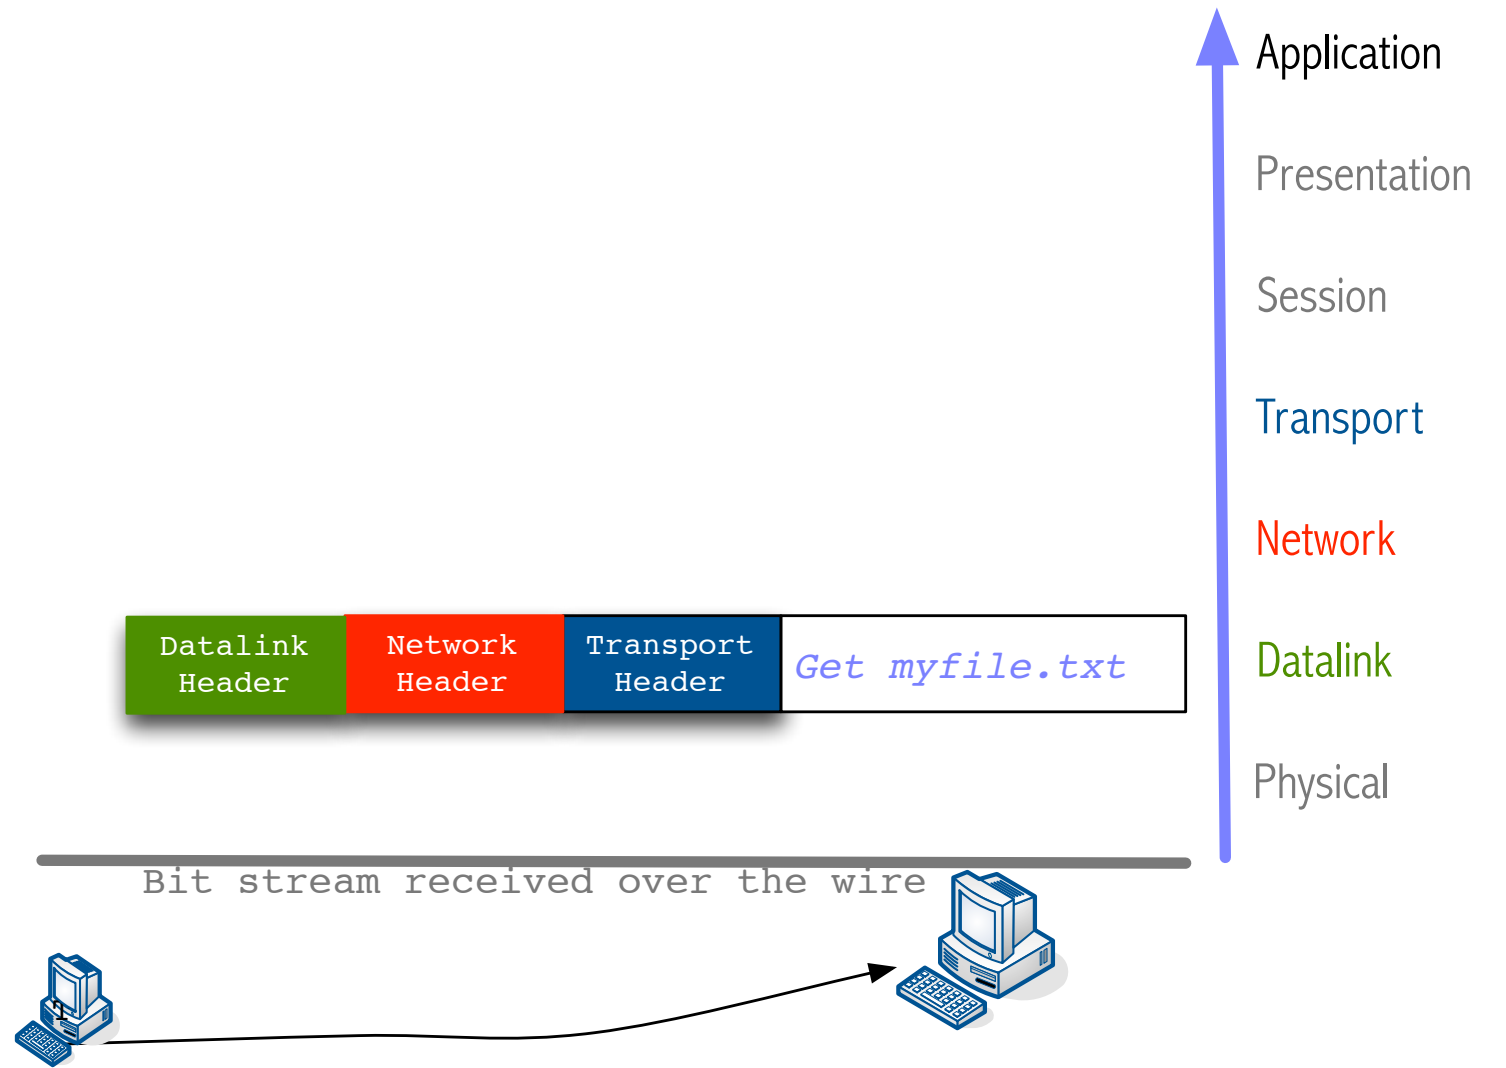 Application
Presentation
Session
Transport
Network
Datalink
Header
Network
Header
Transport
Header
Get myfile.txt
Datalink
Physical
Bit stream received over the wire
1